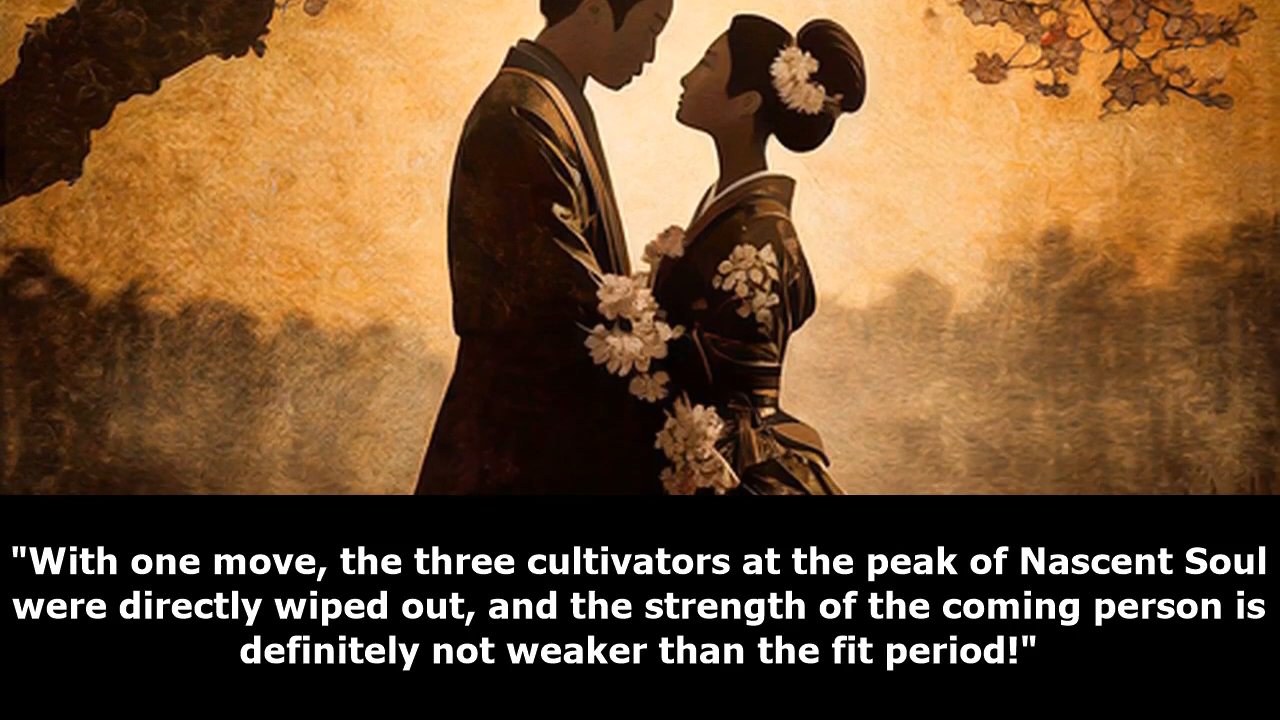 "With one move, the three cultivators at the peak of Nascent Soul
were directly wiped out, and the strength of the coming person is
definitely not weaker than the fit period!"